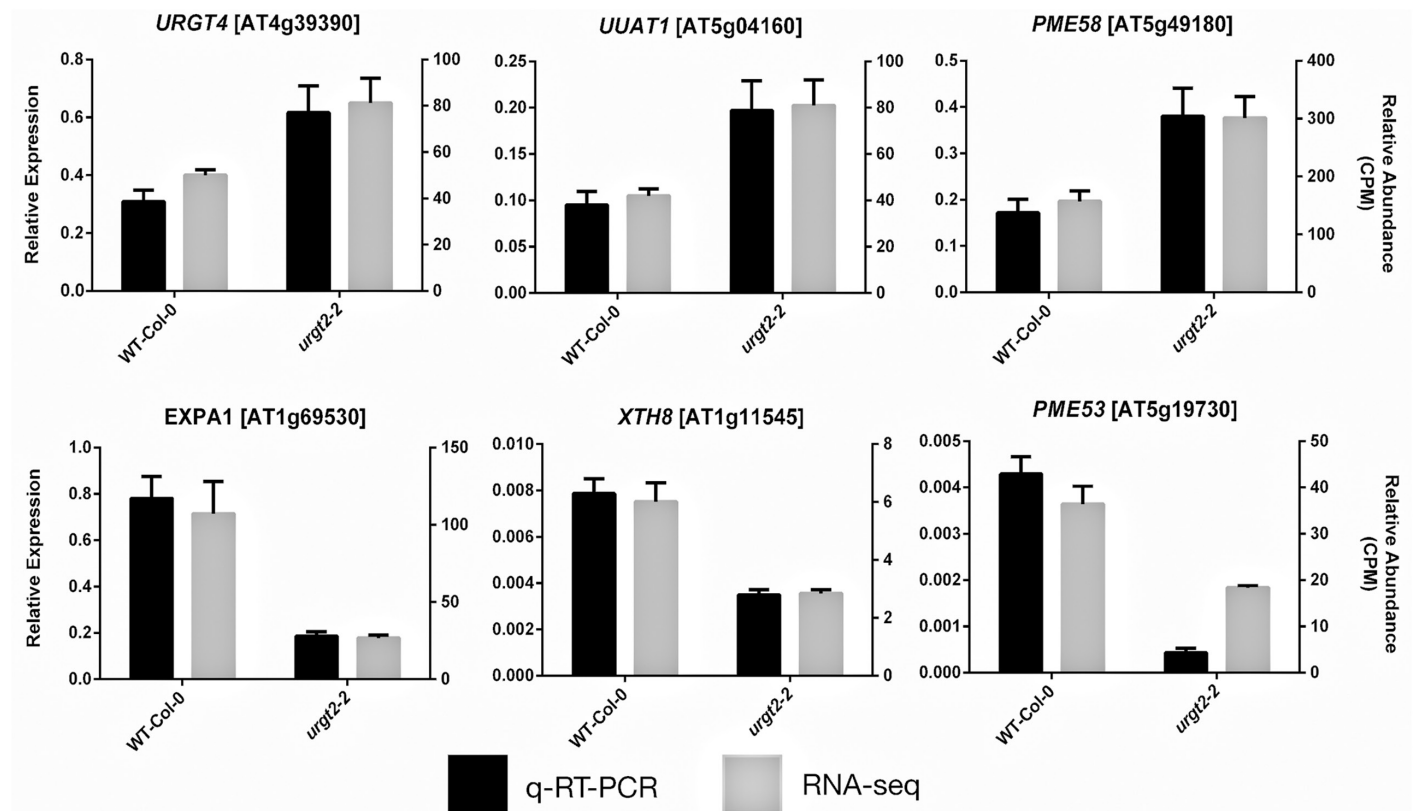 URGT4 [AT4g39390]
UUAT1 [AT5g04160]
PME58 [AT5g49180]
Relative Expression
0.8
0.6
0.4
0.2
0.0
100
80
60
40
20
0
WT-Col-0
urgt2-2
0.25
0.20
0.15
0.10
0.05
0.00
100
80
60
40
20
0
WT-Col-0
urgt2-2
0.5
0.4
0.3
0.2
0.1
0.0
400
300
200
100
0
WT-Col-0
urgt2-2
Relative Abundance
(CPM)
EXPA1 [AT1g69530]
XTH8 [AT1g11545]
PME53 [AT5g19730]
Relative Expression
1.0
0.8
0.6
0.4
0.2
0.0
150
100
50
0
WT-Col-0
urgt2-2
0.010
0.008
0.006
0.004
0.002
0.000
8
6
4
2
0
WT-Col-0
urgt2-2
0.005
0.004
0.003
0.002
0.001
0.000
50
40
30
20
10
0
WT-Col-0
urgt2-2
Relative Abundance
(CPM)
q-RT-PCR
RNA-seq